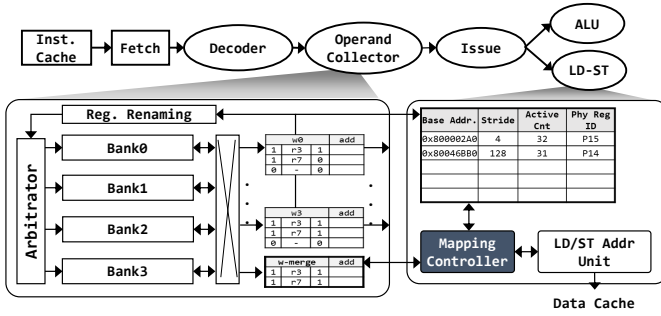 Inst.
Cache
Fetch
Decoder
Operand
Collector
Issue
ALU
LD-ST
Reg. Renaming
Arbitrator
Bank0
Bank1
Bank2
Bank3
w0 add
1 r3 1
1 r7 0
0 - 0
w3 add
1 r3 1
1 r7 1
0 - 0
w-merge add
1 r3 1
1 r7 1
Base Addr. Stride Active Cnt Phy Reg ID
0x800002A0 4 32 P15
0x80046BB0 128 31 P14
Mapping
Controller
LD/ST Addr
Unit
Data Cache